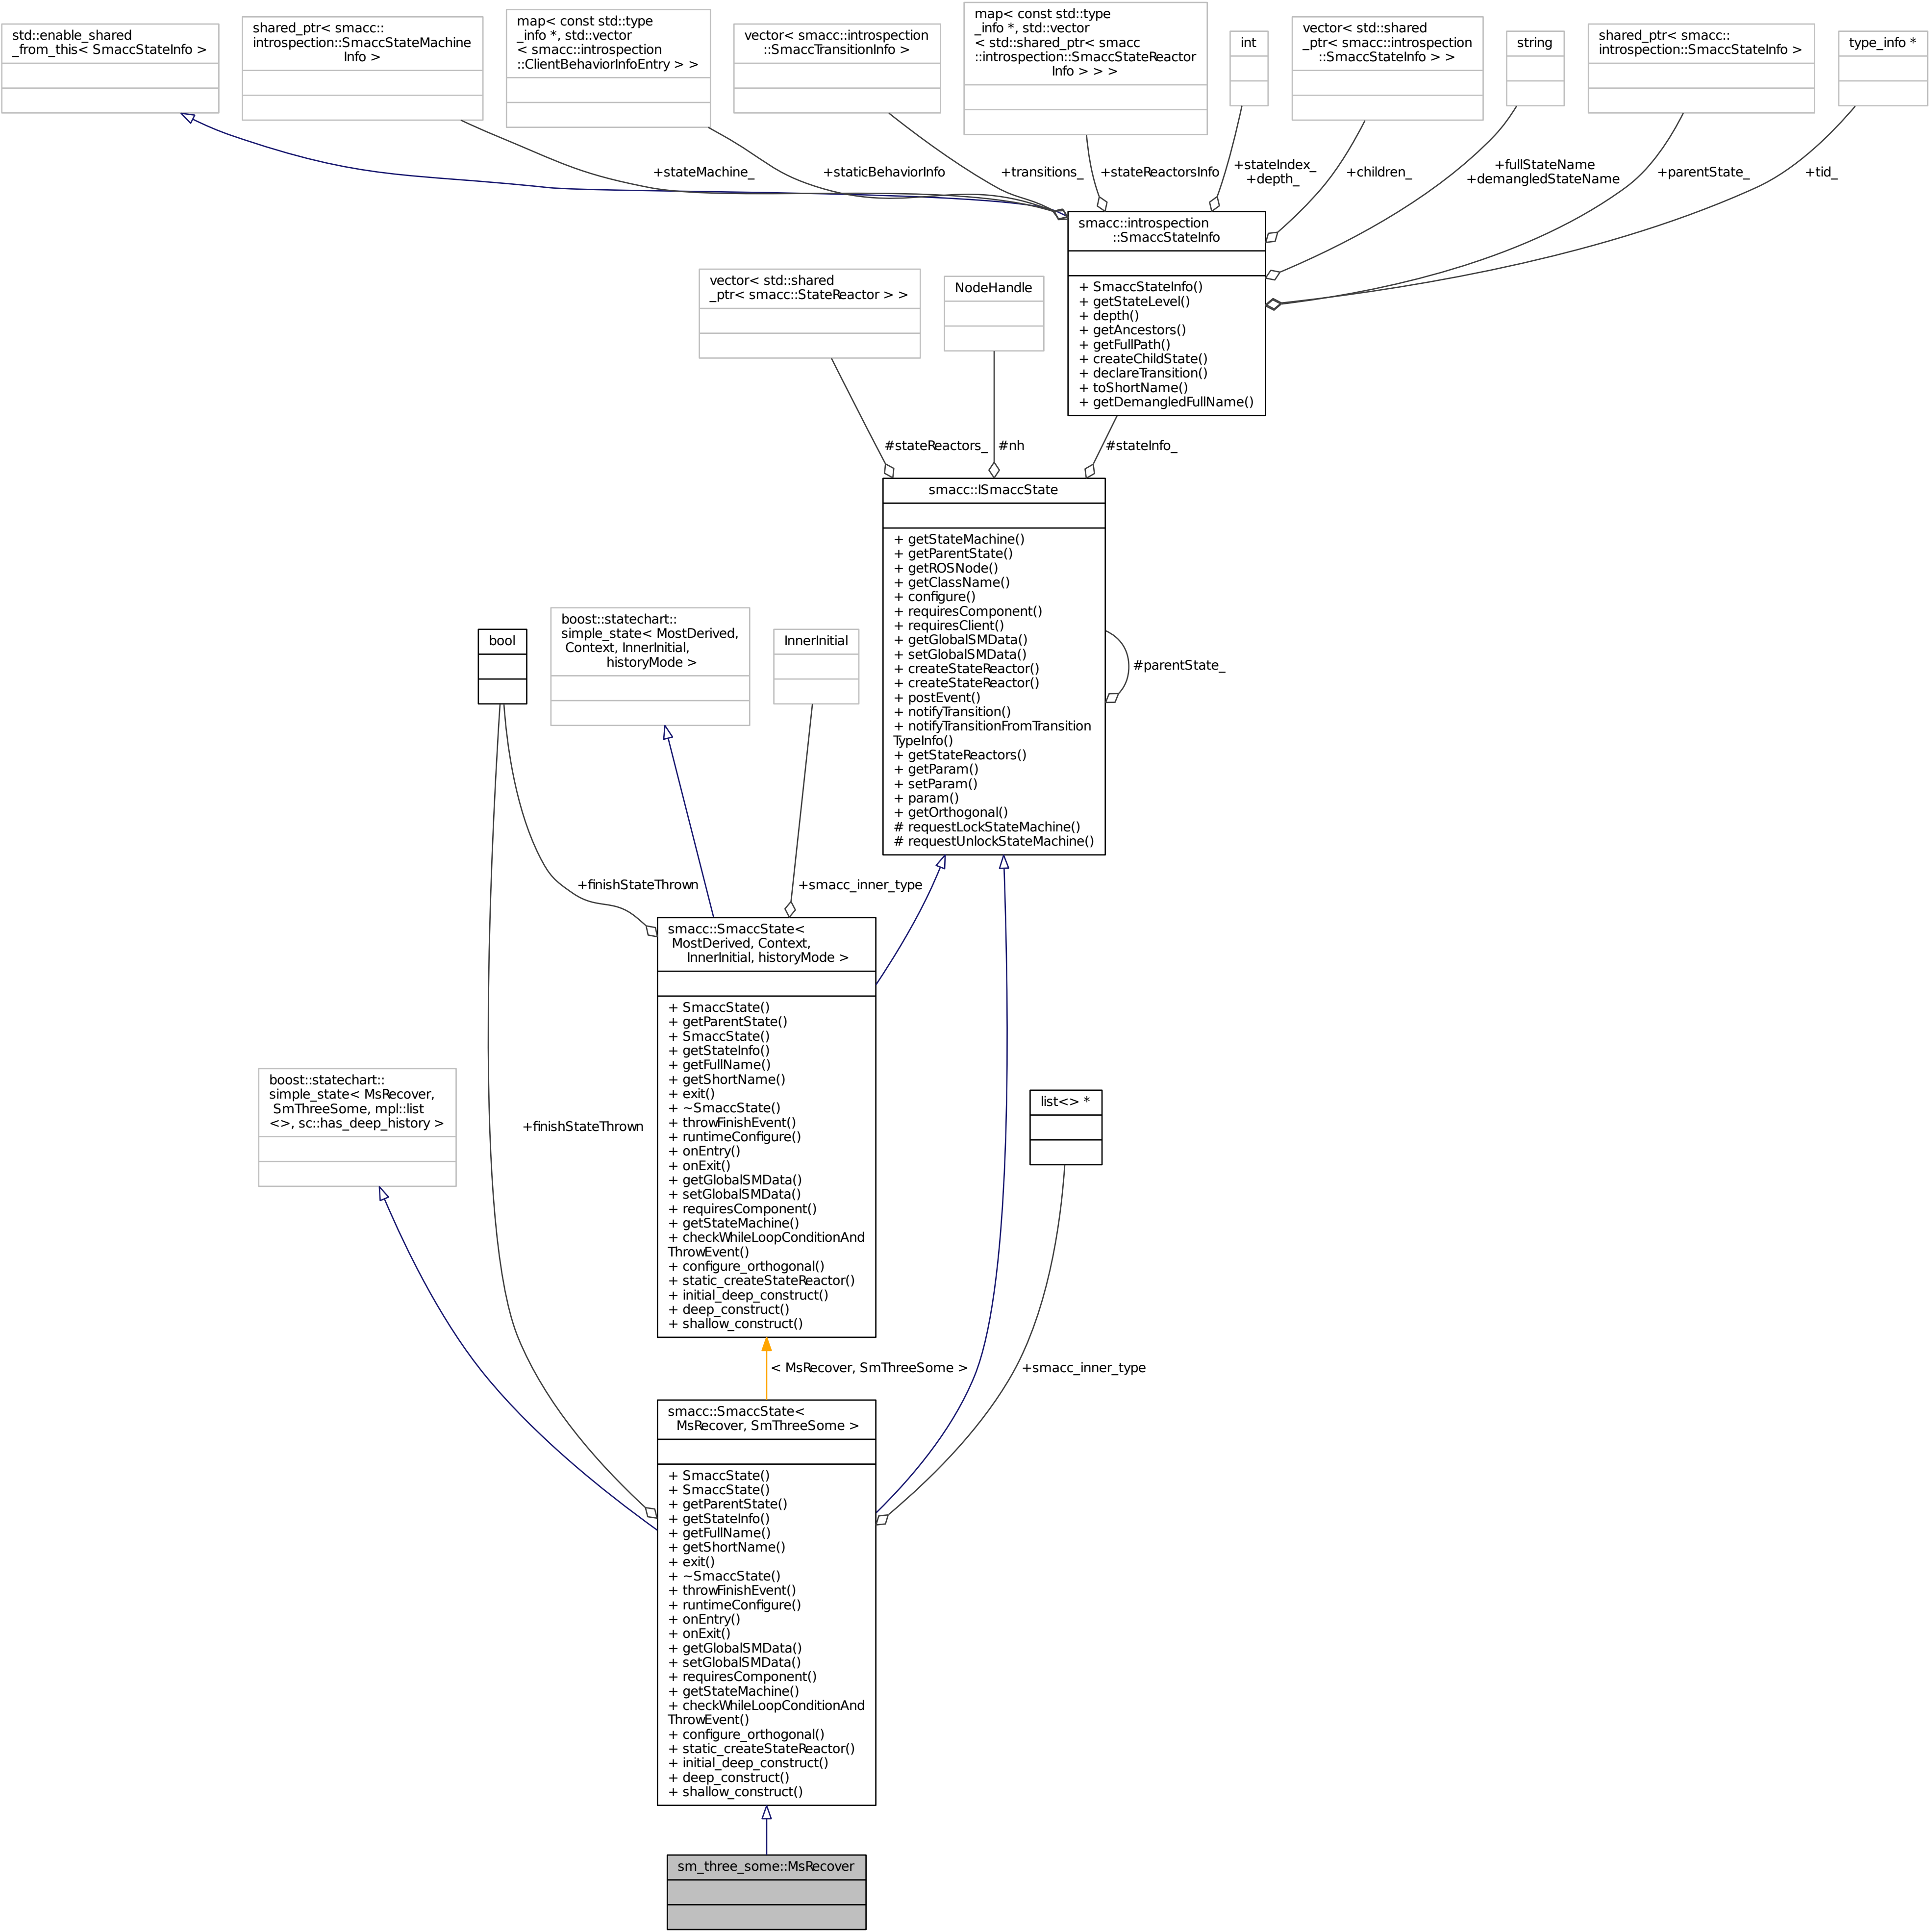 std::enable_shared
_from_this< SmaccStateInfo >
shared_ptr< smacc::
introspection::SmaccStateMachine
Info >
map< const std::type
_info *, std::vector
< smacc::introspection
::ClientBehaviorInfoEntry > >
vector< smacc::introspection
::SmaccTransitionInfo >
map< const std::type
_info *, std::vector
< std::shared_ptr< smacc
::introspection::SmaccStateReactor
Info > > >
int
vector< std::shared
_ptr< smacc::introspection
::SmaccStateInfo > >
string
shared_ptr< smacc::
introspection::SmaccStateInfo >
type_info *
+stateMachine_
+staticBehaviorInfo
+transitions_
+stateReactorsInfo
+stateIndex_
+depth_
+children_
+fullStateName
+demangledStateName
+parentState_
+tid_
smacc::introspection
::SmaccStateInfo
+ SmaccStateInfo()
+ getStateLevel()
+ depth()
+ getAncestors()
+ getFullPath()
+ createChildState()
+ declareTransition()
+ toShortName()
+ getDemangledFullName()
vector< std::shared
_ptr< smacc::StateReactor > >
NodeHandle
#stateReactors_
#nh
#stateInfo_
smacc::ISmaccState
+ getStateMachine()
+ getParentState()
+ getROSNode()
+ getClassName()
+ configure()
+ requiresComponent()
+ requiresClient()
+ getGlobalSMData()
+ setGlobalSMData()
+ createStateReactor()
+ createStateReactor()
+ postEvent()
+ notifyTransition()
+ notifyTransitionFromTransition
TypeInfo()
+ getStateReactors()
+ getParam()
+ setParam()
+ param()
+ getOrthogonal()
# requestLockStateMachine()
# requestUnlockStateMachine()
#parentState_
bool
boost::statechart::
simple_state< MostDerived,
Context, InnerInitial,
historyMode >
InnerInitial
+finishStateThrown
+smacc_inner_type
smacc::SmaccState<
MostDerived, Context,
InnerInitial, historyMode >
+ SmaccState()
+ getParentState()
+ SmaccState()
+ getStateInfo()
+ getFullName()
+ getShortName()
+ exit()
+ ~SmaccState()
+ throwFinishEvent()
+ runtimeConfigure()
+ onEntry()
+ onExit()
+ getGlobalSMData()
+ setGlobalSMData()
+ requiresComponent()
+ getStateMachine()
+ checkWhileLoopConditionAnd
ThrowEvent()
+ configure_orthogonal()
+ static_createStateReactor()
+ initial_deep_construct()
+ deep_construct()
+ shallow_construct()
boost::statechart::
simple_state< MsRecover,
SmThreeSome, mpl::list
<>, sc::has_deep_history >
+finishStateThrown
list<> *
< MsRecover, SmThreeSome >
+smacc_inner_type
smacc::SmaccState<
MsRecover, SmThreeSome >
+ SmaccState()
+ SmaccState()
+ getParentState()
+ getStateInfo()
+ getFullName()
+ getShortName()
+ exit()
+ ~SmaccState()
+ throwFinishEvent()
+ runtimeConfigure()
+ onEntry()
+ onExit()
+ getGlobalSMData()
+ setGlobalSMData()
+ requiresComponent()
+ getStateMachine()
+ checkWhileLoopConditionAnd
ThrowEvent()
+ configure_orthogonal()
+ static_createStateReactor()
+ initial_deep_construct()
+ deep_construct()
+ shallow_construct()
sm_three_some::MsRecover